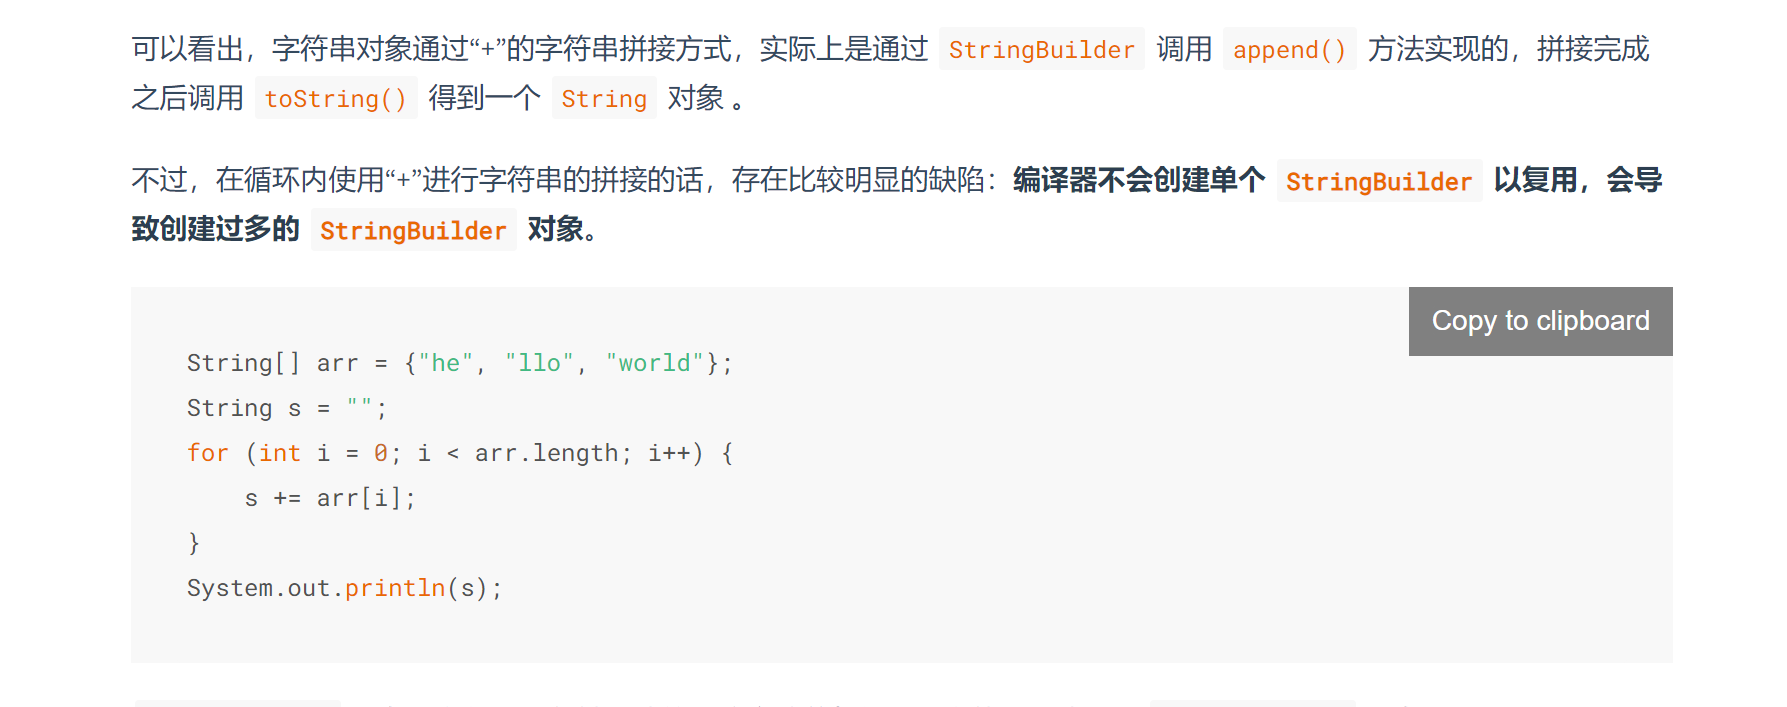 可以看出，字符串对象通过“+”的字符串拼接方式，实际上是通过 StringBuilder 调用 append() 方法实现的，拼接完成
之后调用 toString() 得到一个 String 对象 。
不过，在循环内使用“+”进行字符串的拼接的话，存在比较明显的缺陷：编译器不会创建单个 StringBuilder 以复用，会导
致创建过多的 StringBuilder 对象。
Copy to clipboard
String[] arr = {"he", "llo", "world"};
String s = "";
for (int i = 0; i < arr.length; i++) {
    s += arr[i];
}
System.out.println(s);